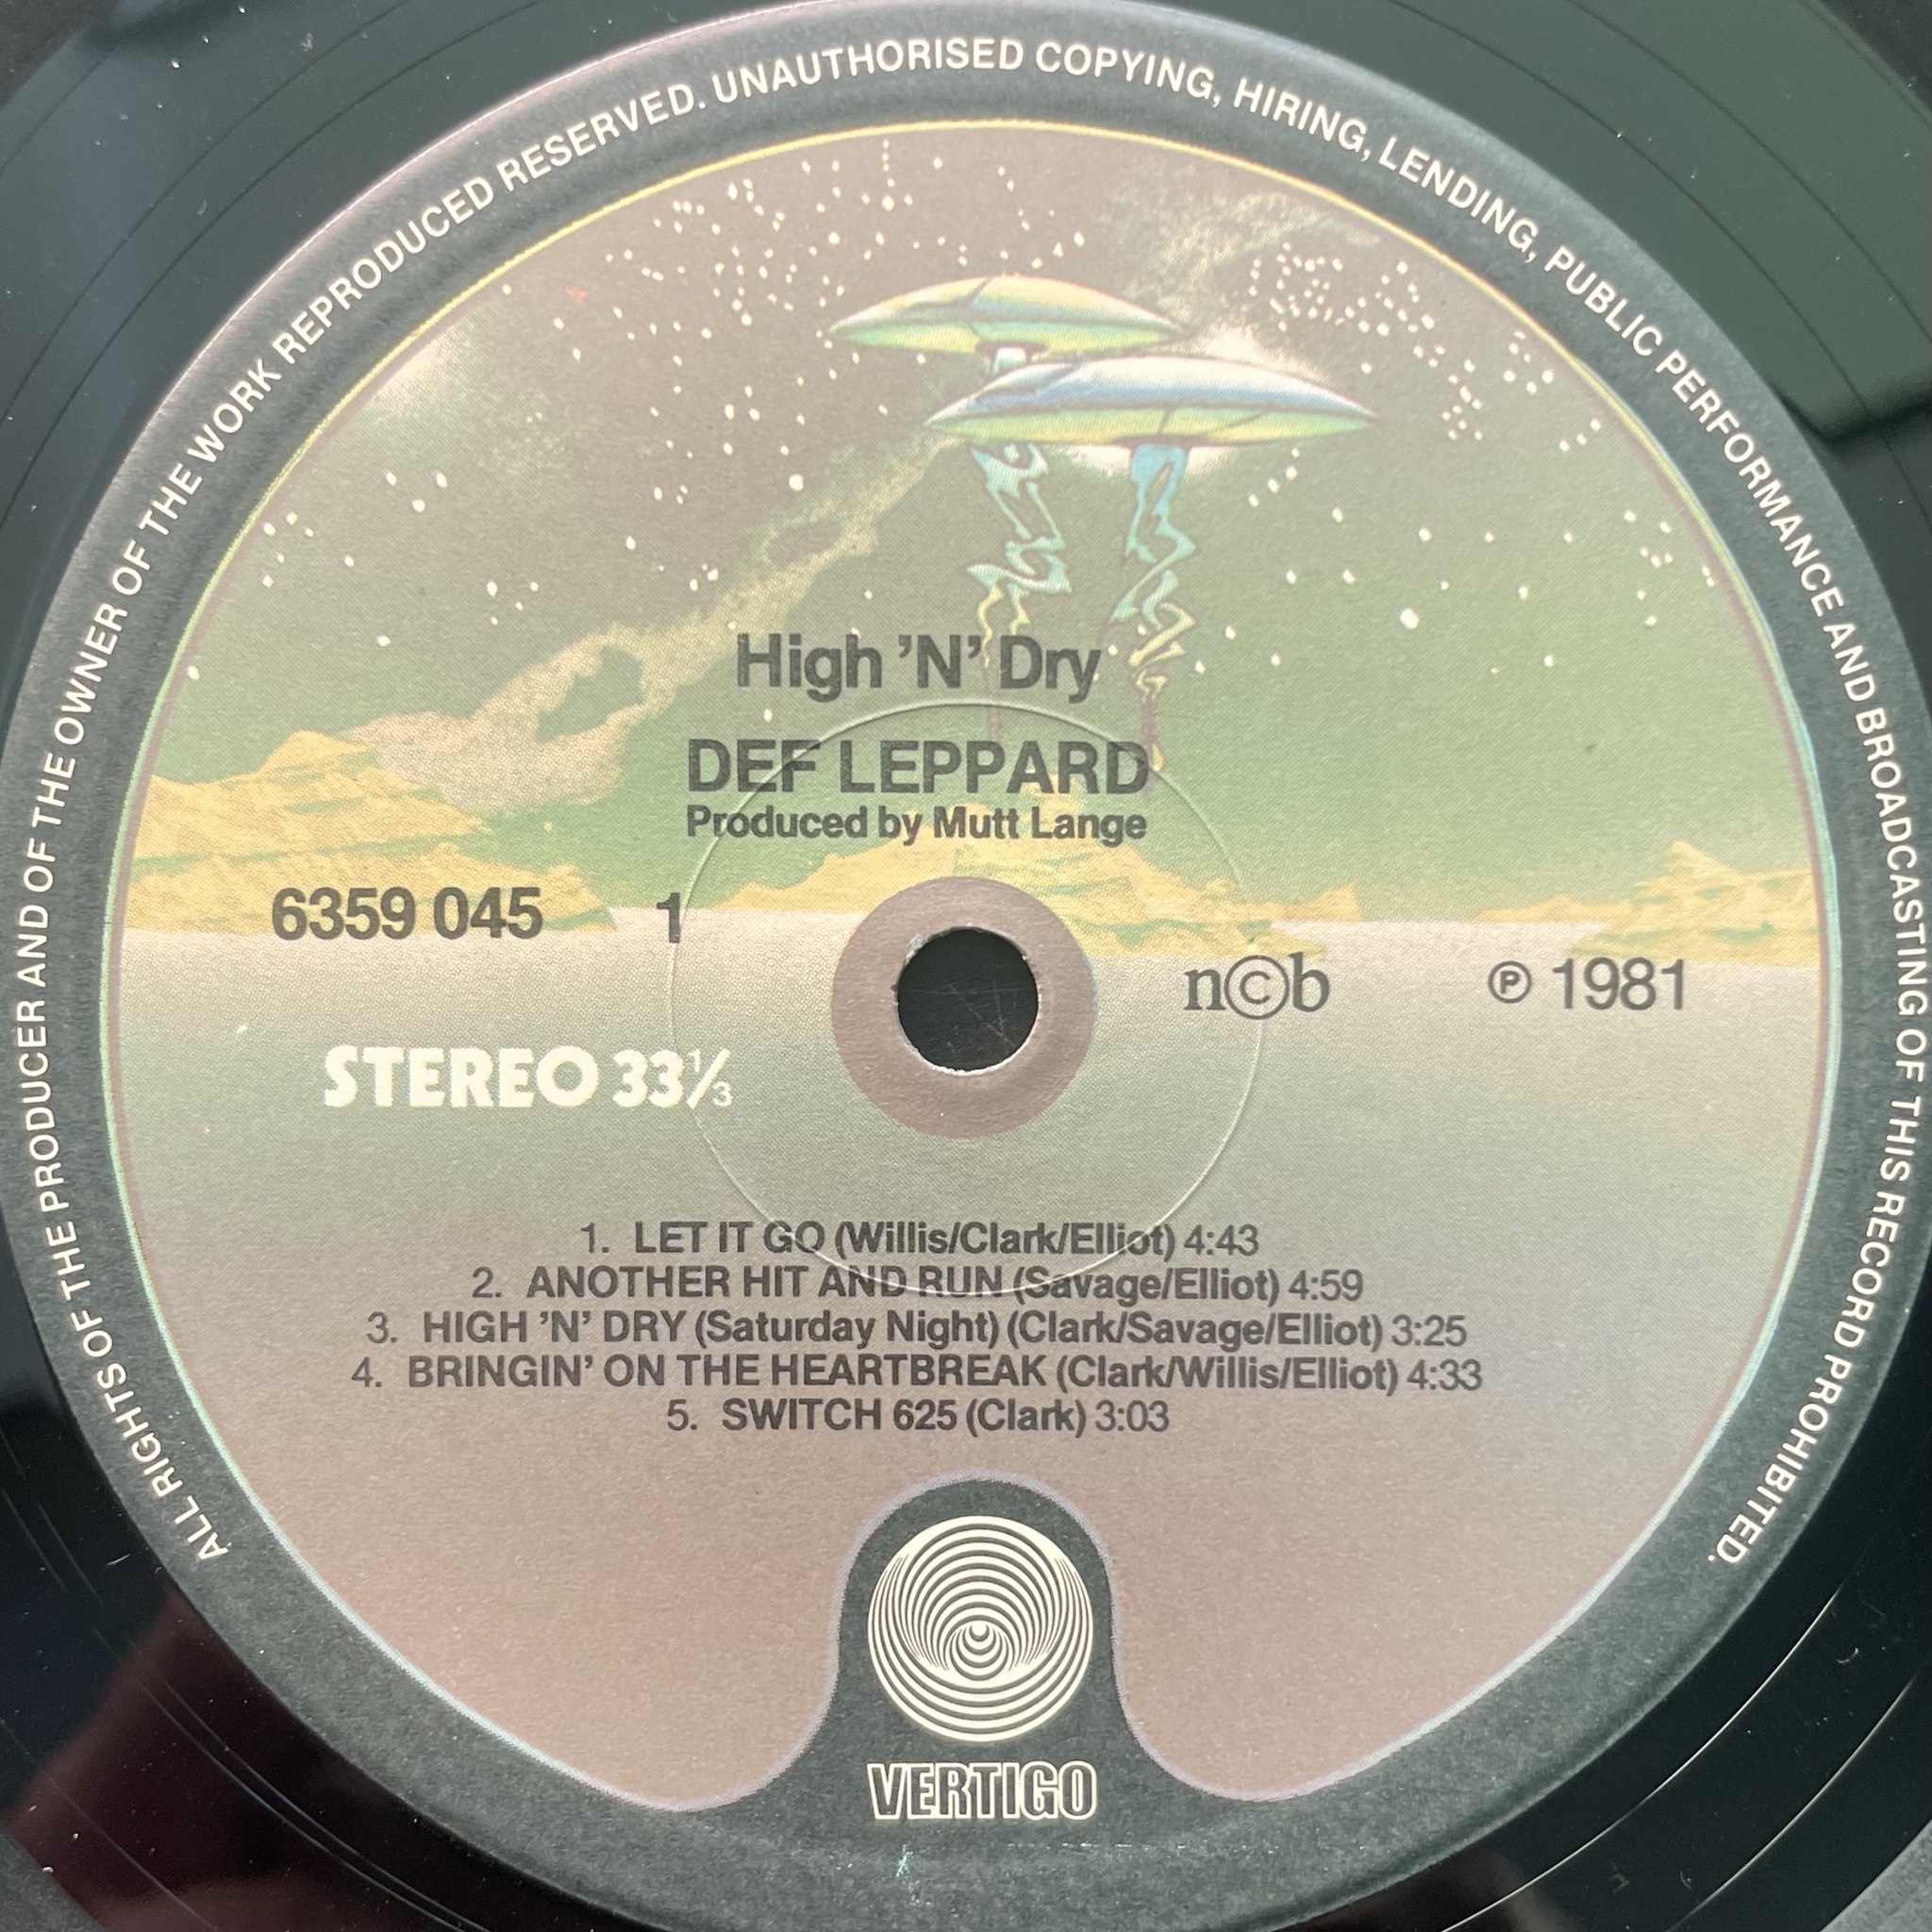 ALL RIGHTS OF THE PRODUCER AND OF THE OWNER OF THE WORK REPRODUCED RESERVED. UNAUTHORISED COPYING, HIRING, LENDING, PUBLIC PERFORMANCE AND BROADCASTING OF THIS RECORD PROHIBITED.
High ’N’ Dry
DEF LEPPARD
Produced by Mutt Lange
6359 045 1
n©b ℗ 1981
STEREO 33⅓
1. LET IT GO (Willis/Clark/Elliot) 4:43
2. ANOTHER HIT AND RUN (Savage/Elliot) 4:59
3. HIGH ’N’ DRY (Saturday Night) (Clark/Savage/Elliot) 3:25
4. BRINGIN’ ON THE HEARTBREAK (Clark/Willis/Elliot) 4:33
5. SWITCH 625 (Clark) 3:03
VERTIGO